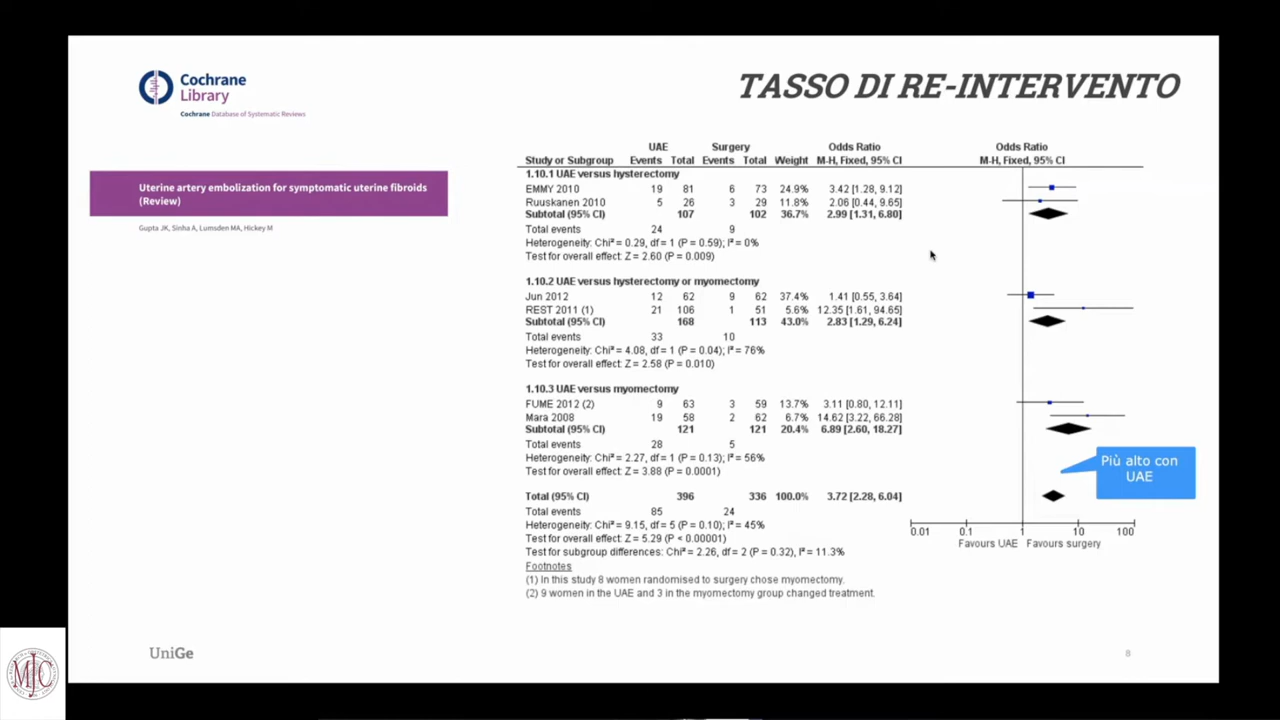 Cochrane
Library
Cochrane Database of Systematic Reviews
TASSO DI RE-INTERVENTO
Uterine artery embolization for symptomatic uterine fibroids
(Review)
Gupta JK, Sinha A, Lumsden MA, Hickey M
UAE Surgery Odds Ratio Odds Ratio
Study or Subgroup Events Total Events Total Weight M-H, Fixed, 95% CI M-H, Fixed, 95% CI
1.10.1 UAE versus hysterectomy
EMMY 2010 19 81 6 73 24.9% 3.42 [1.28, 9.12]
Ruuskanen 2010 5 26 3 29 11.8% 2.06 [0.44, 9.65]
Subtotal (95% CI) 107 102 36.7% 2.99 [1.31, 6.80]
Total events 24 9
Heterogeneity: Chi² = 0.29, df = 1 (P = 0.59); I² = 0%
Test for overall effect: Z = 2.60 (P = 0.009)
1.10.2 UAE versus hysterectomy or myomectomy
Jun 2012 12 62 9 62 37.4% 1.41 [0.55, 3.64]
REST 2011 (1) 21 106 1 51 5.6% 12.35 [1.61, 94.65]
Subtotal (95% CI) 168 113 43.0% 2.83 [1.29, 6.24]
Total events 33 10
Heterogeneity: Chi² = 4.08, df = 1 (P = 0.04); I² = 76%
Test for overall effect: Z = 2.58 (P = 0.010)
1.10.3 UAE versus myomectomy
FUME 2012 (2) 9 63 3 59 13.7% 3.11 [0.80, 12.11]
Mara 2008 19 58 2 62 6.7% 14.62 [3.22, 66.28]
Subtotal (95% CI) 121 121 20.4% 6.89 [2.60, 18.27]
Total events 28 5
Heterogeneity: Chi² = 2.27, df = 1 (P = 0.13); I² = 56%
Test for overall effect: Z = 3.88 (P = 0.0001)
Più alto con
UAE
Total (95% CI) 396 336 100.0% 3.72 [2.28, 6.04]
Total events 85 24
Heterogeneity: Chi² = 9.15, df = 5 (P = 0.10); I² = 45%
Test for overall effect: Z = 5.29 (P < 0.00001)
Test for subgroup differences: Chi² = 2.26, df = 2 (P = 0.32), I² = 11.3%
0.01 0.1 1 10 100
Favours UAE Favours surgery
Footnotes
(1) In this study 8 women randomised to surgery chose myomectomy.
(2) 9 women in the UAE and 3 in the myomectomy group changed treatment.
UniGe
8
MJC